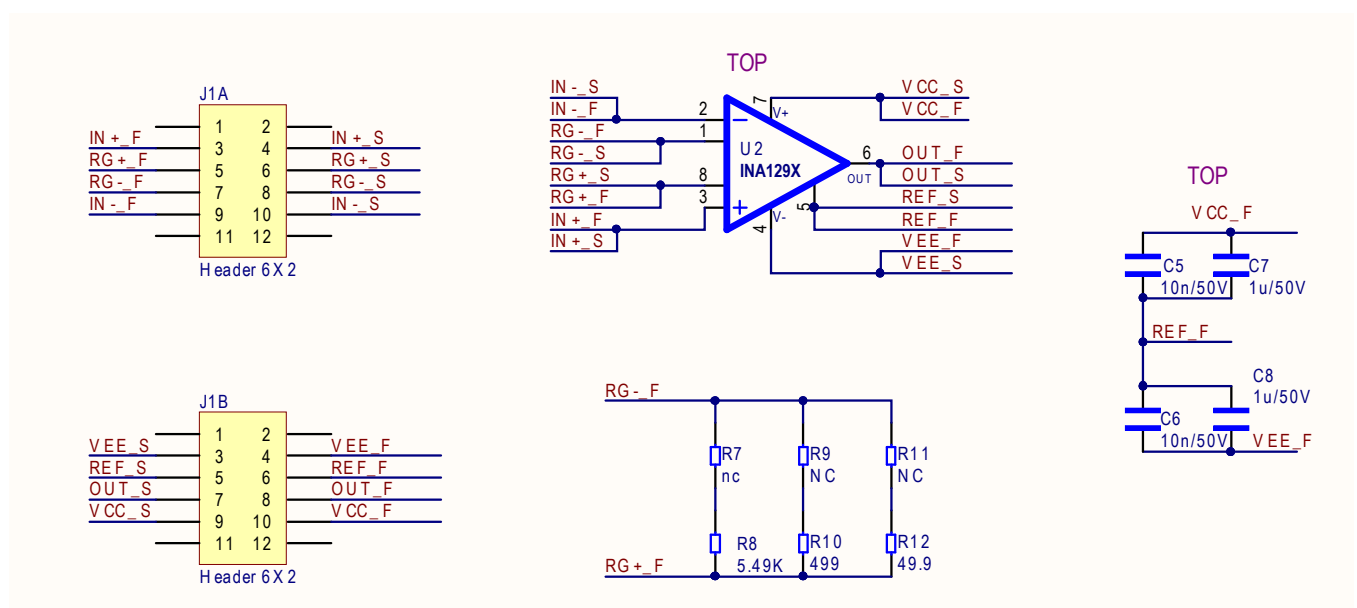 TOP
J1A
1 2
IN+_F 3 4 IN+_S
RG+_F 5 6 RG+_S
RG-_F 7 8 RG-_S
IN-_F 9 10 IN-_S
11 12
Header 6X2
IN-_S
IN-_F 2
RG-_F 1
RG-_S
RG+_S 8
RG+_F 3
IN+_F
IN+_S
7 V+
U2
INA129X
6 OUT
5
4 V-
VCC_S
VCC_F
OUT_F
OUT_S
REF_S
REF_F
VEE_F
VEE_S
TOP
VCC_F
C5 C7
10n/50V 1u/50V
REF_F
C8
1u/50V
C6
10n/50V VEE_F
J1B
1 2
VEE_S 3 4 VEE_F
REF_S 5 6 REF_F
OUT_S 7 8 OUT_F
VCC_S 9 10 VCC_F
11 12
Header 6X2
RG-_F
R7 R9 R11
nc NC NC
R8 R10 R12
5.49K 499 49.9
RG+_F